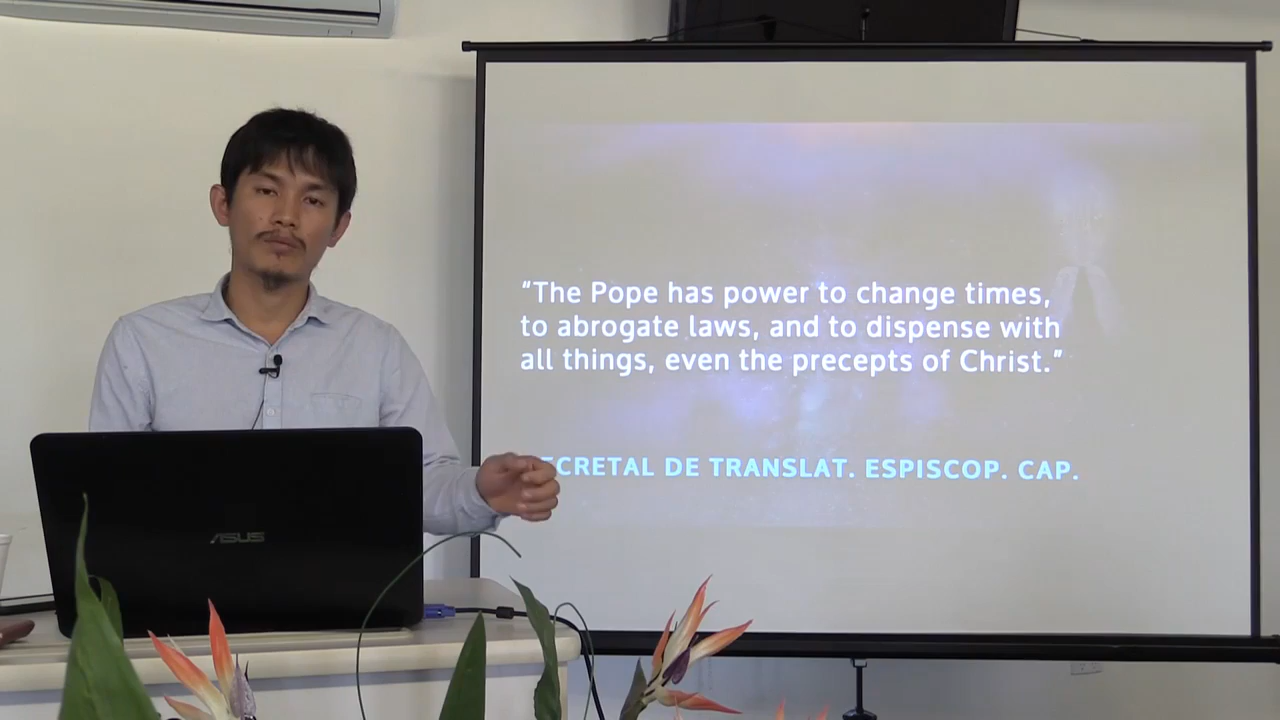 “The Pope has power to change times,
to abrogate laws, and to dispense with
all things, even the precepts of Christ.”
DE TRANSLAT. ESPISCOP. CAP.
ASUS